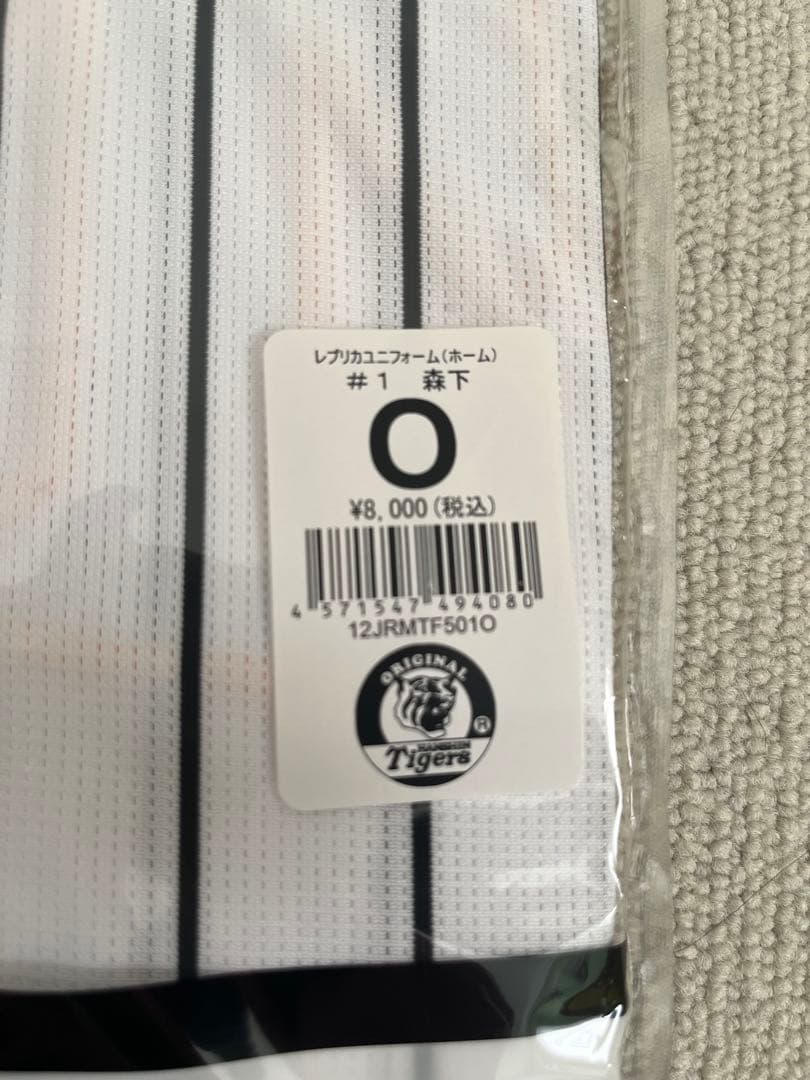 レプリカユニフォーム(ホーム)
#1 森下
O
¥8,000(税込)
4 571547 494080
12JRMTF501O
ORIGINAL
HANSHIN
Tigers
®